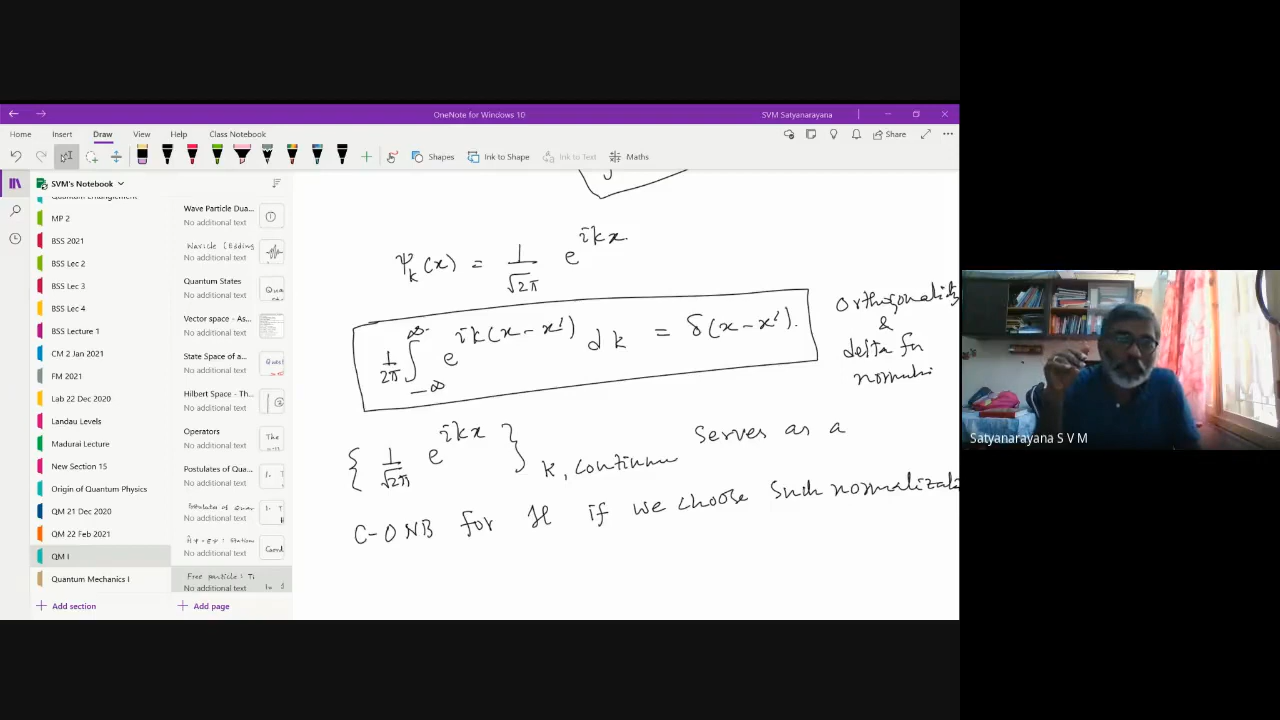 OneNote for Windows 10
SVM Satyanarayana
Home Insert Draw View Help Class Notebook
Share
Shapes
Ink to Shape
Ink to Text
Maths
SVM's Notebook
MP 2
BSS 2021
BSS Lec 2
BSS Lec 3
BSS Lec 4
BSS Lecture 1
CM 2 Jan 2021
FM 2021
Lab 22 Dec 2020
Landau Levels
Madurai Lecture
New Section 15
Origin of Quantum Physics
QM 21 Dec 2020
QM 22 Feb 2021
QM I
Quantum Mechanics I
Add section
Wave Particle Dua...
No additional text
No additional text
Quantum States
No additional text
Vector space - As...
No additional text
State Space of a...
No additional text
Hilbert Space - Th...
No additional text
Operators
No additional text
Postulates of Qua...
No additional text
No additional text
No additional text
Free particle : Ti
No additional text
Add page
ψ_k(x) = 1/√2π e^{ikx}.
1/2π ∫_{-∞}^{∞} e^{ik(x-x')} dk = δ(x-x').
Orthogonality
&
delta fn
{ 1/√2π e^{ikx} } k, continuous serves as a
C-ONB for H if we choose such normalizati
Satyanarayana S V M